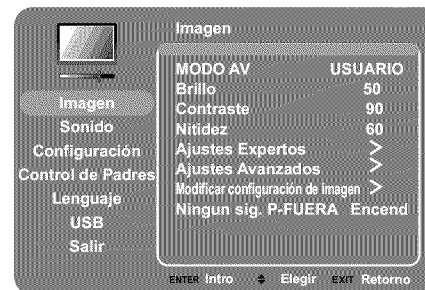 Imagen
Imagen
Sonido
Configuración
Control de Padres
Lenguaje
USB
Salir
MODO AV USUARIO
Brillo 50
Contraste 90
Nitidez 60
Ajustes Expertos >
Ajustes Avanzados >
Modificar configuración de imagen >
Ningun sig. P-FUERA Encend
ENTER Intro Elegir EXIT Retorno